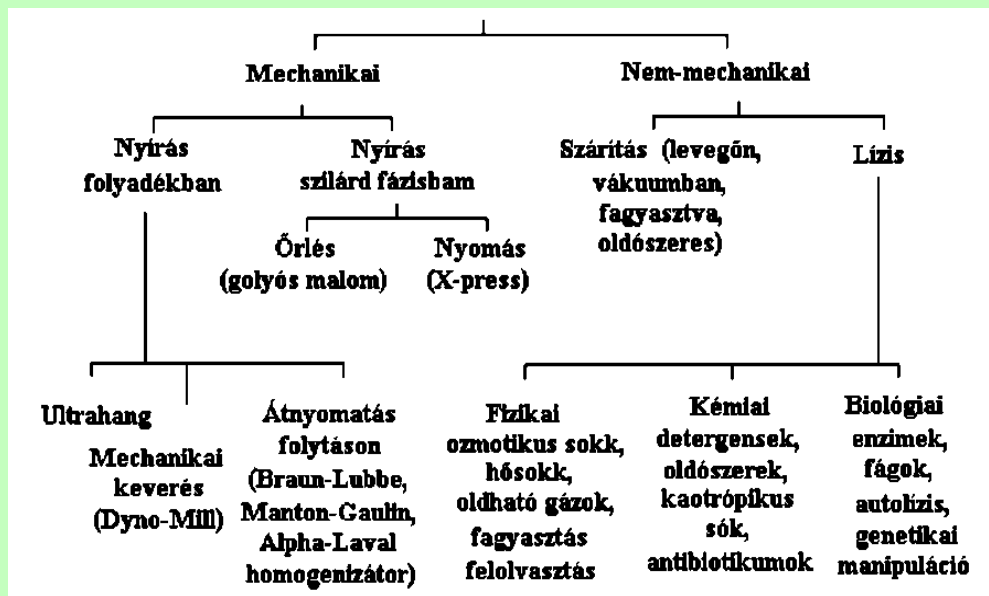 Mechanikai
Nem-mechanikai
Nyírás
folyadékban
Nyírás
szilárd fázisbam
Szárítás (levegőn,
vákuumban,
fagyasztva,
oldószeres)
Lízis
Őrlés
(golyós malom)
Nyomás
(X-press)
Ultrahang
Mechanikai
keverés
(Dyno-Mill)
Átnyomatás
folytáson
(Braun-Lubbe,
Manton-Gaulin,
Alpha-Laval
homogenizátor)
Fizikai
ozmotikus sokk,
hősokk,
oldható gázok,
fagyasztás
felolvasztás
Kémiai
detergensek,
oldószerek,
kaotrópikus
sók,
antibiotikumok
Biológiai
enzimek,
fágok,
autolízis,
genetikai
manipuláció